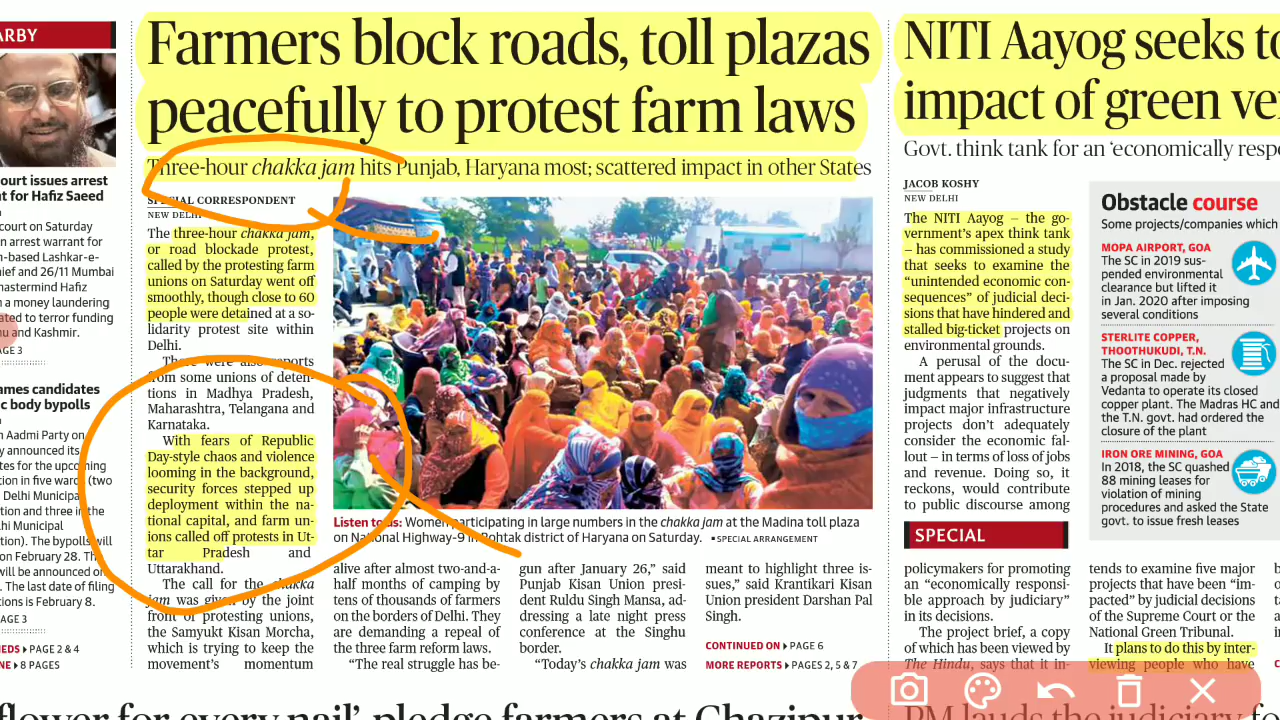 ARBY
ourt issues arrest
t for Hafiz Saeed
court on Saturday
n arrest warrant for
n-based Lashkar-e-
hief and 26/11 Mumbai
mastermind Hafiz
n a money laundering
ated to terror funding
mu and Kashmir.
AGE 3
ames candidates
c body bypolls
n Aadmi Party on
y announced its
tes for the upcoming
tion in five wards (two
Delhi Municipal
tion and three in the
lhi Municipal
tion). The bypolls will
on February 28. The
will be announced on
. The last date of filing
tions is February 8.
AGE 3
EDS PAGE 2 & 4
NE 8 PAGES
Farmers block roads, toll plazas
peacefully to protest farm laws
Three-hour chakka jam hits Punjab, Haryana most; scattered impact in other States
SPECIAL CORRESPONDENT
NEW DELHI
The three-hour chakka jam,
or road blockade protest,
called by the protesting farm
unions on Saturday went off
smoothly, though close to 60
people were detained at a so-
lidarity protest site within
Delhi.
There were also reports
from some unions of deten-
tions in Madhya Pradesh,
Maharashtra, Telangana and
Karnataka.
With fears of Republic
Day-style chaos and violence
looming in the background,
security forces stepped up
deployment within the na-
tional capital, and farm un-
ions called off protests in Ut-
tar Pradesh and
Uttarakhand.
The call for the chakka
jam was given by the joint
front of protesting unions,
the Samyukt Kisan Morcha,
which is trying to keep the
movement's momentum
Listen to us: Women participating in large numbers in the chakka jam at the Madina toll plaza
on National Highway-9 in Rohtak district of Haryana on Saturday. ▪ SPECIAL ARRANGEMENT
alive after almost two-and-a-
half months of camping by
tens of thousands of farmers
on the borders of Delhi. They
are demanding a repeal of
the three farm reform laws.
"The real struggle has be-
gun after January 26," said
Punjab Kisan Union presi-
dent Ruldu Singh Mansa, ad-
dressing a late night press
conference at the Singhu
border.
"Today's chakka jam was
meant to highlight three is-
sues," said Krantikari Kisan
Union president Darshan Pal
Singh.
CONTINUED ON PAGE 6
MORE REPORTS PAGES 2, 5 & 7
NITI Aayog seeks to
impact of green ve
Govt. think tank for an 'economically resp
JACOB KOSHY
NEW DELHI
The NITI Aayog – the go-
vernment's apex think tank
– has commissioned a study
that seeks to examine the
"unintended economic con-
sequences" of judicial deci-
sions that have hindered and
stalled big-ticket projects on
environmental grounds.
A perusal of the docu-
ment appears to suggest that
judgments that negatively
impact major infrastructure
projects don't adequately
consider the economic fal-
lout – in terms of loss of jobs
and revenue. Doing so, it
reckons, would contribute
to public discourse among
Obstacle course
Some projects/companies which
MOPA AIRPORT, GOA
The SC in 2019 sus-
pended environmental
clearance but lifted it
in Jan. 2020 after imposing
several conditions
STERLITE COPPER,
THOOTHUKUDI, T.N.
The SC in Dec. rejected
a proposal made by
Vedanta to operate its closed
copper plant. The Madras HC and
the T.N. govt. had ordered the
closure of the plant
IRON ORE MINING, GOA
In 2018, the SC quashed
88 mining leases for
violation of mining
procedures and asked the State
govt. to issue fresh leases
SPECIAL
policymakers for promoting
an "economically responsi-
ble approach by judiciary"
in its decisions.
The project brief, a copy
of which has been viewed by
The Hindu, says that it in-
tends to examine five major
projects that have been "im-
pacted" by judicial decisions
of the Supreme Court or the
National Green Tribunal.
It plans to do this by inter-
viewing people who have
flower for every nail', pledge farmers at Ghazipur
PM lauds the judiciary fo